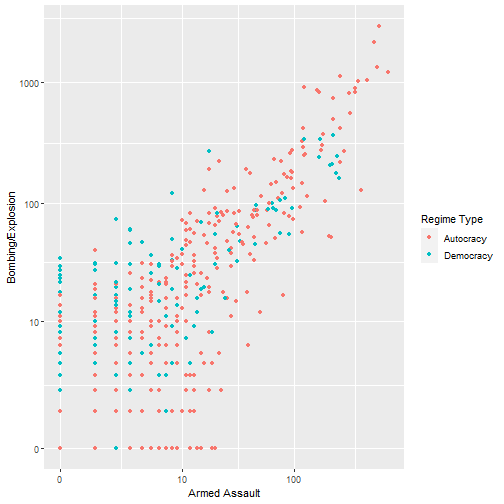 1000
100
10
0
Bombing/Explosion
0 10 100
Armed Assault
Regime Type
Autocracy
Democracy